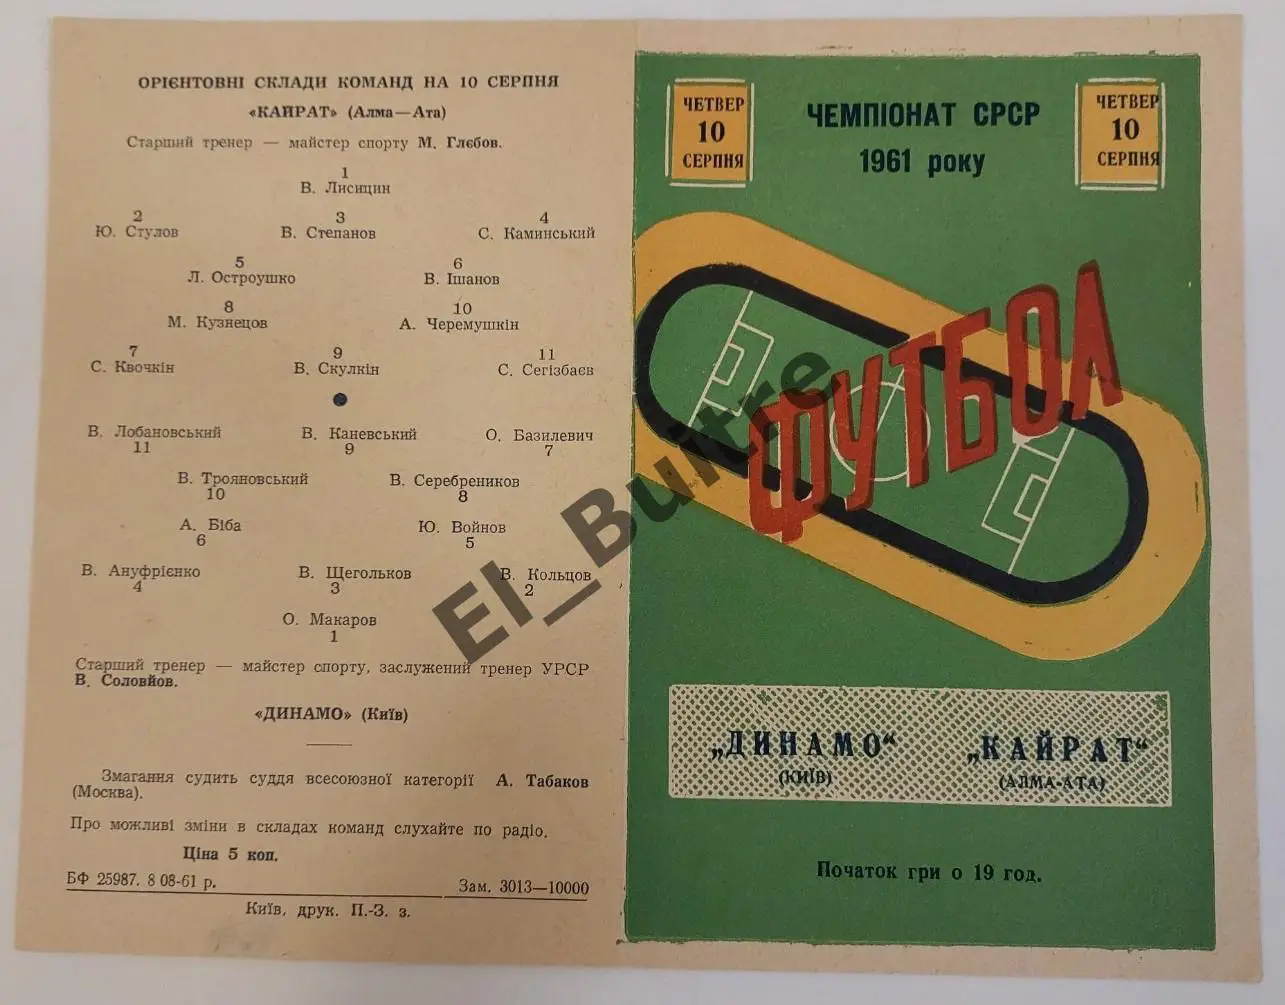 ОРІЄНТОВНІ СКЛАДИ КОМАНД НА 10 СЕРПНЯ
«КАЙРАТ» (Алма—Ата)
Старший тренер — майстер спорту М. Глєбов.
1
В. Лисицин
2 3 4
Ю. Стулов В. Степанов С. Каминський
5 6
Л. Остроушко В. Ішанов
8 10
М. Кузнецов А. Черемушкін
7 9 11
С. Квочкін В. Скулкін С. Сегізбаєв
В. Лобановський В. Каневський О. Базилевич
11 9 7
В. Трояновський В. Серебреников
10 8
А. Біба Ю. Войнов
6 5
В. Ануфрієнко В. Щегольков В. Кольцов
4 3 2
О. Макаров
1
Старший тренер — майстер спорту, заслужений тренер УРСР
В. Соловйов.
«ДИНАМО» (Київ)
Змагання судить суддя всесоюзної категорії А. Табаков
(Москва).
Про можливі зміни в складах команд слухайте по радіо.
Ціна 5 коп.
БФ 25987. 8 08-61 р. Зам. 3013—10000
Київ, друк. П.-З. з.
ЧЕТВЕР
10
СЕРПНЯ
ЧЕМПІОНАТ СРСР
1961 року
ЧЕТВЕР
10
СЕРПНЯ
ФУТБОЛ
„ДИНАМО“
(КИЇВ)
„КАЙРАТ“
(АЛМА-АТА)
Початок гри о 19 год.
El_Buitre